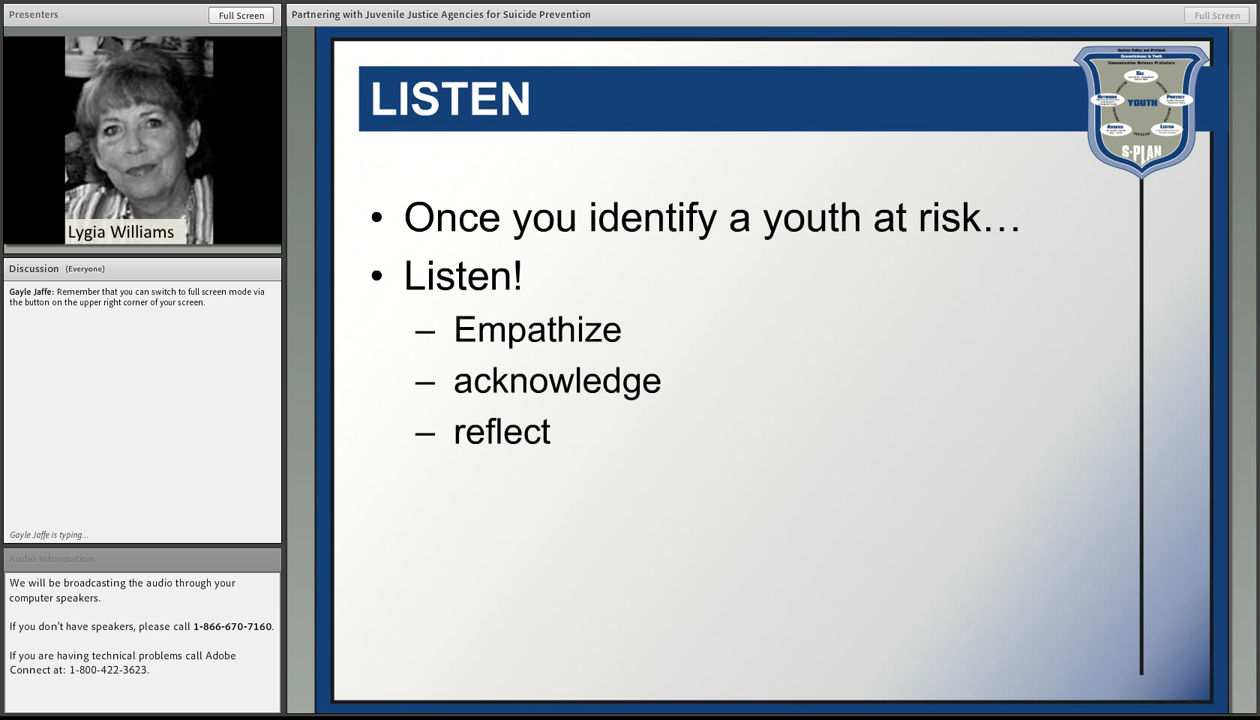 Presenters
Full Screen
Lygia Williams
Discussion (Everyone)
Gayle Jaffe: Remember that you can switch to full screen mode via
the button on the upper right corner of your screen.
Gayle Jaffe is typing...
Audio Information
We will be broadcasting the audio through your
computer speakers.
If you don't have speakers, please call 1-866-670-7160.
If you are having technical problems call Adobe
Connect at: 1-800-422-3623.
Partnering with Juvenile Justice Agencies for Suicide Prevention
Full Screen
LISTEN
YOUTH
S-PLAN
• Once you identify a youth at risk...
• Listen!
– Empathize
– acknowledge
– reflect